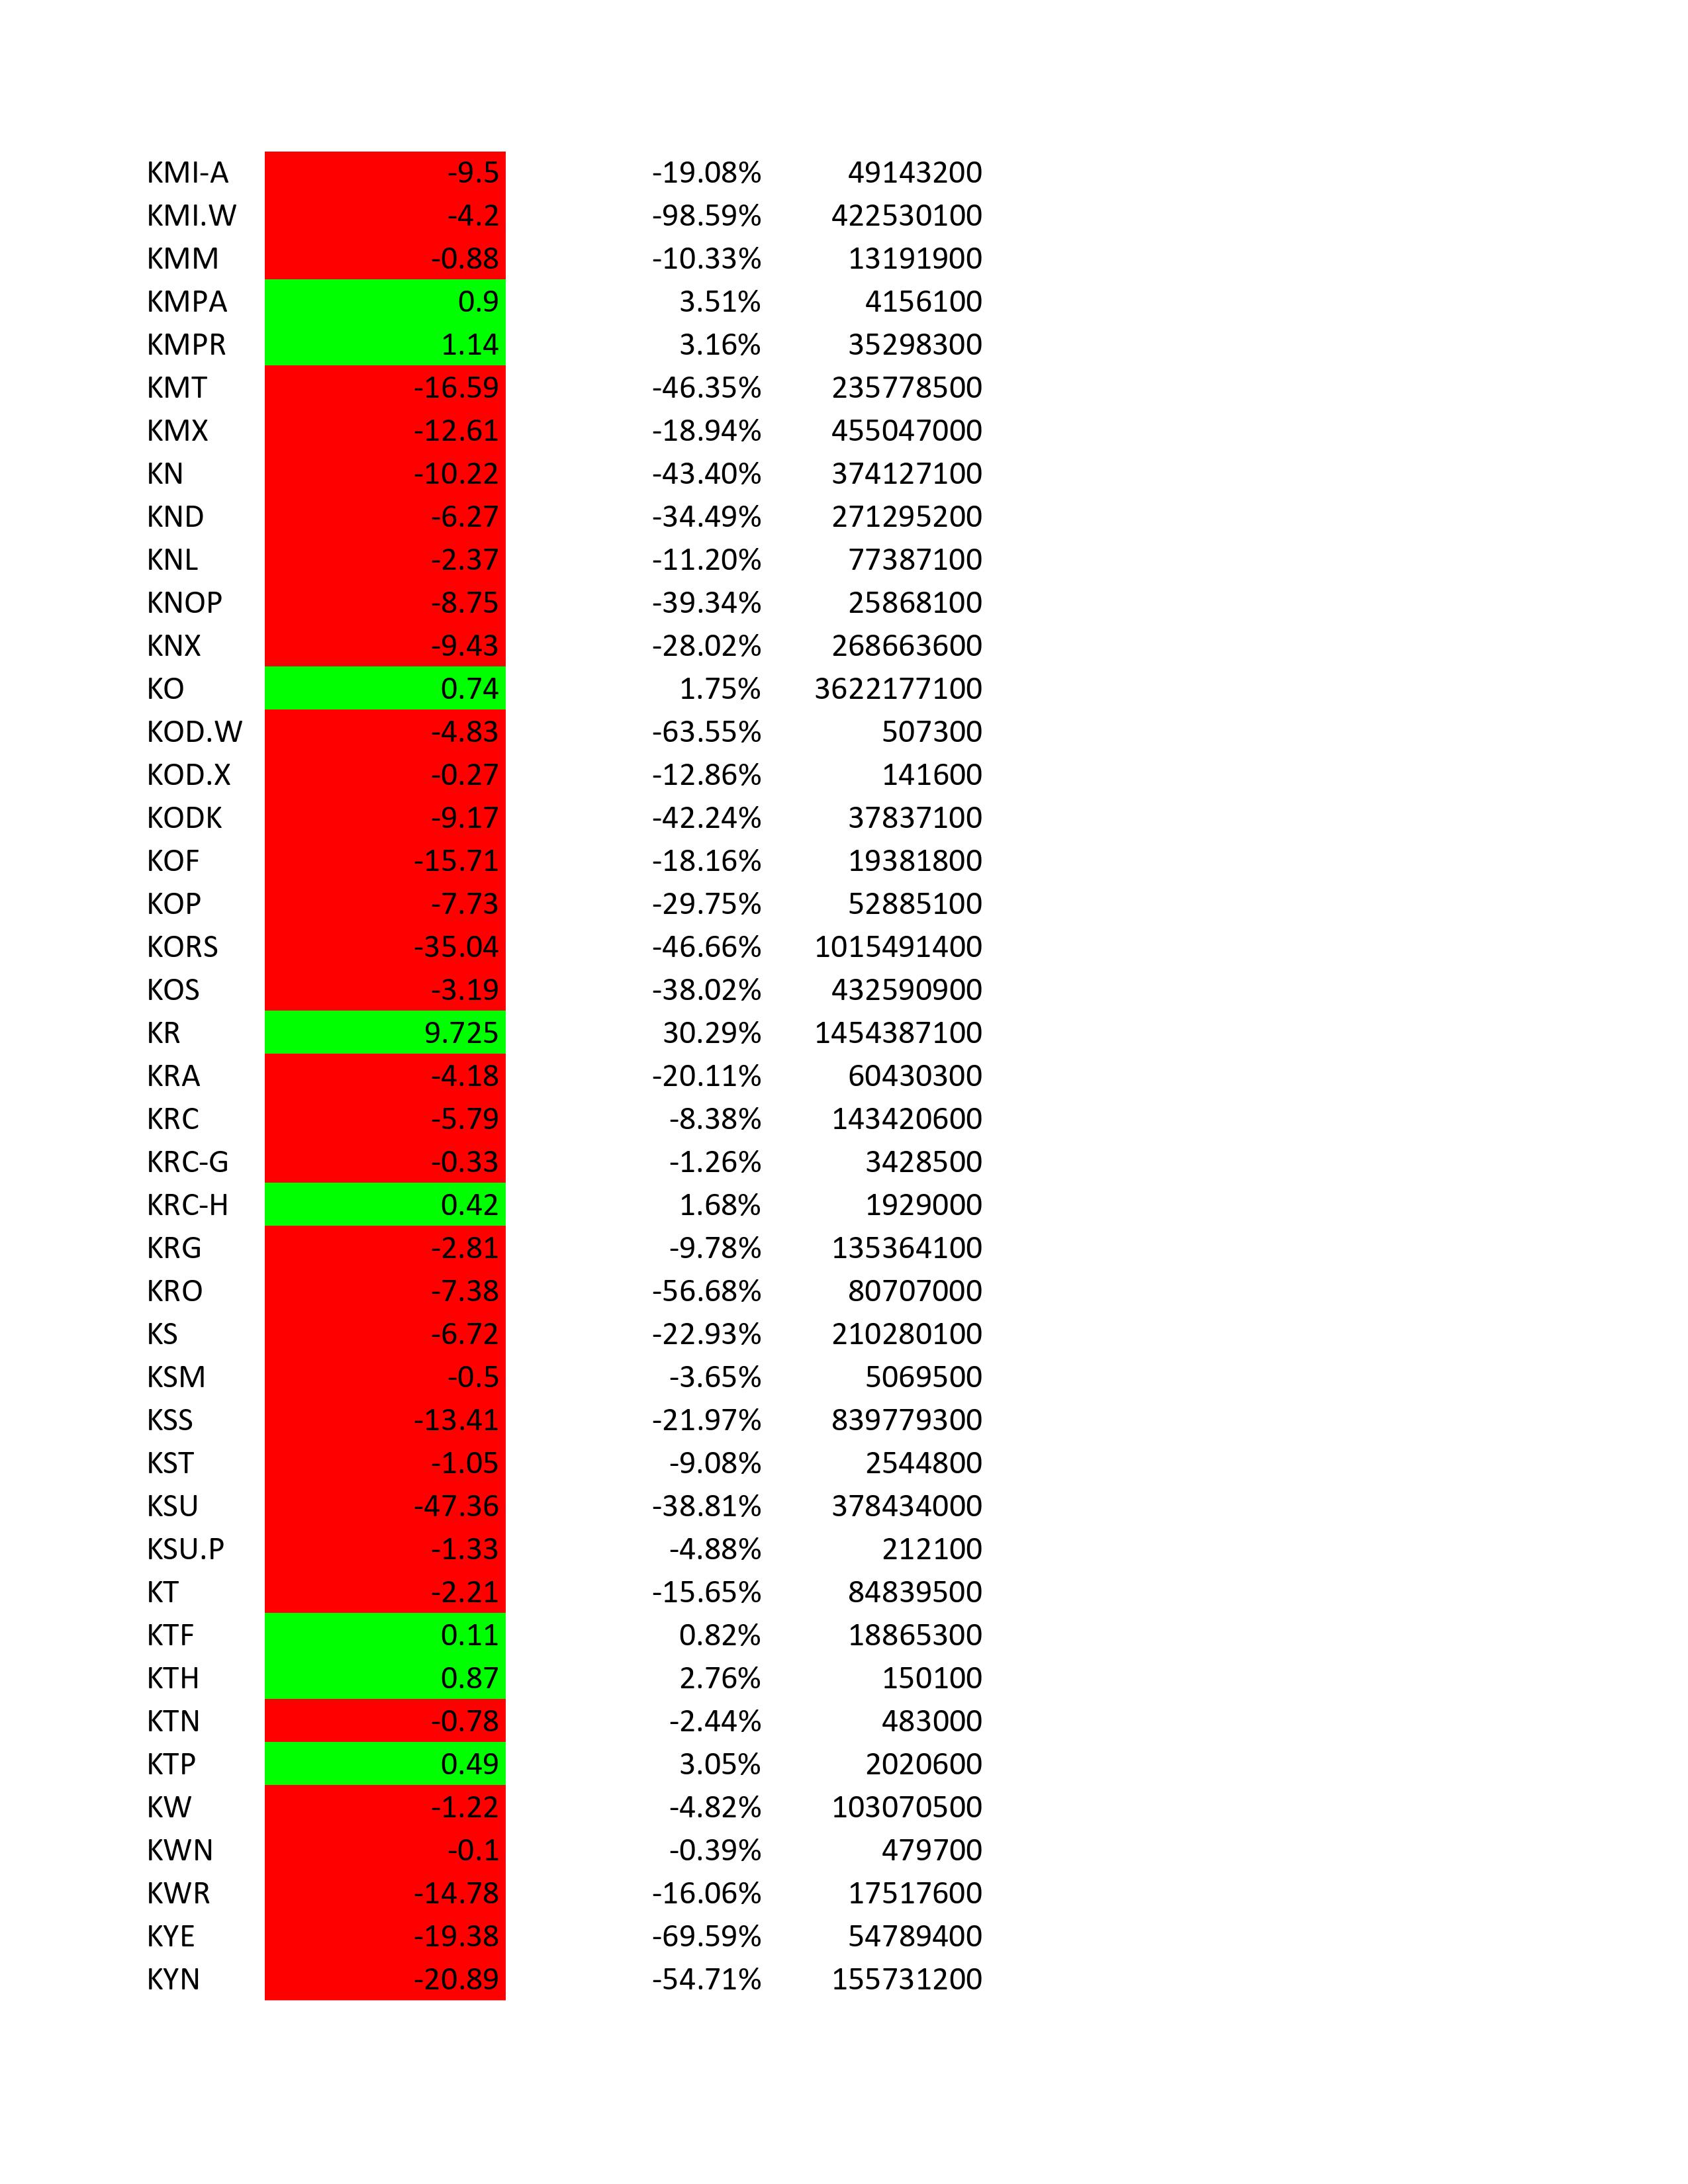 KMI-A -9.5 -19.08% 49143200
KMI.W -4.2 -98.59% 422530100
KMM -0.88 -10.33% 13191900
KMPA 0.9 3.51% 4156100
KMPR 1.14 3.16% 35298300
KMT -16.59 -46.35% 235778500
KMX -12.61 -18.94% 455047000
KN -10.22 -43.40% 374127100
KND -6.27 -34.49% 271295200
KNL -2.37 -11.20% 77387100
KNOP -8.75 -39.34% 25868100
KNX -9.43 -28.02% 268663600
KO 0.74 1.75% 3622177100
KOD.W -4.83 -63.55% 507300
KOD.X -0.27 -12.86% 141600
KODK -9.17 -42.24% 37837100
KOF -15.71 -18.16% 19381800
KOP -7.73 -29.75% 52885100
KORS -35.04 -46.66% 1015491400
KOS -3.19 -38.02% 432590900
KR 9.725 30.29% 1454387100
KRA -4.18 -20.11% 60430300
KRC -5.79 -8.38% 143420600
KRC-G -0.33 -1.26% 3428500
KRC-H 0.42 1.68% 1929000
KRG -2.81 -9.78% 135364100
KRO -7.38 -56.68% 80707000
KS -6.72 -22.93% 210280100
KSM -0.5 -3.65% 5069500
KSS -13.41 -21.97% 839779300
KST -1.05 -9.08% 2544800
KSU -47.36 -38.81% 378434000
KSU.P -1.33 -4.88% 212100
KT -2.21 -15.65% 84839500
KTF 0.11 0.82% 18865300
KTH 0.87 2.76% 150100
KTN -0.78 -2.44% 483000
KTP 0.49 3.05% 2020600
KW -1.22 -4.82% 103070500
KWN -0.1 -0.39% 479700
KWR -14.78 -16.06% 17517600
KYE -19.38 -69.59% 54789400
KYN -20.89 -54.71% 155731200